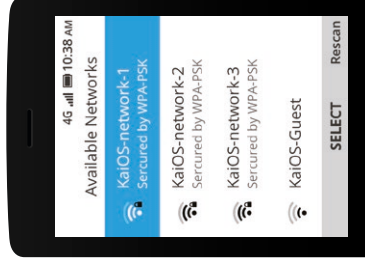 4G 10:38 AM
Available Networks
KaiOS-network-1
Sercured by WPA-PSK
KaiOS-network-2
Sercured by WPA-PSK
KaiOS-network-3
Sercured by WPA-PSK
KaiOS-Guest
SELECT Rescan